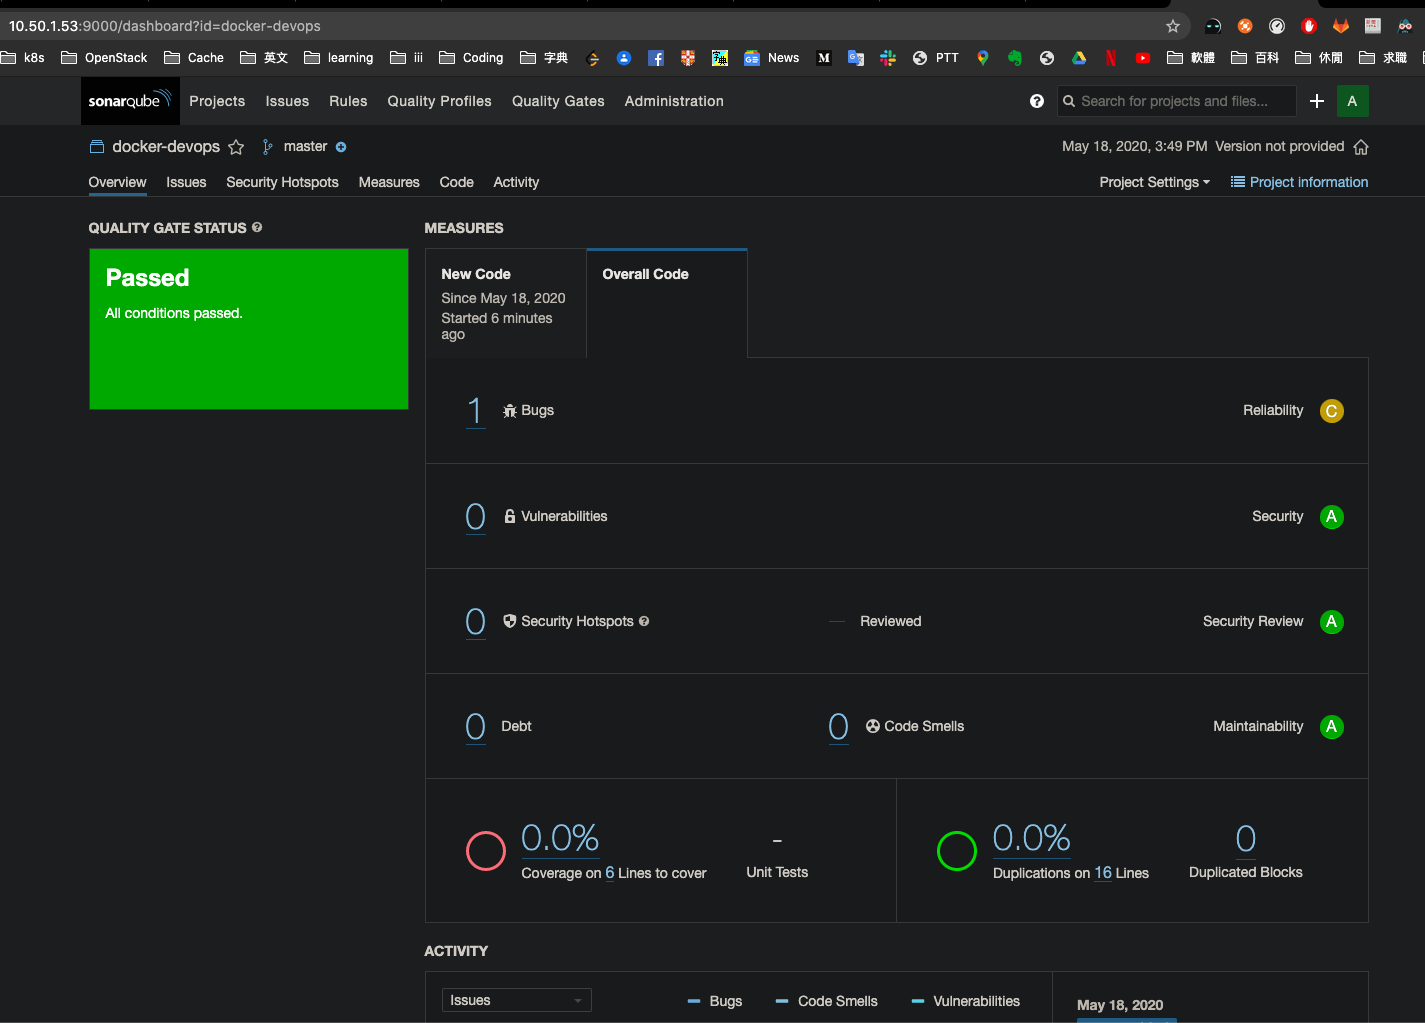 10.50.1.53:9000/dashboard?id=docker-devops
k8s OpenStack Cache 英文 learning iii Coding 字典 News M PTT 軟體 百科 休閒 求職
sonarqube Projects Issues Rules Quality Profiles Quality Gates Administration ? Search for projects and files... + A
docker-devops master May 18, 2020, 3:49 PM Version not provided
Overview Issues Security Hotspots Measures Code Activity Project Settings Project information
QUALITY GATE STATUS ?
MEASURES
Passed
All conditions passed.
New Code
Since May 18, 2020
Started 6 minutes
ago
Overall Code
1 Bugs Reliability C
0 Vulnerabilities Security A
0 Security Hotspots ? — Reviewed Security Review A
0 Debt 0 Code Smells Maintainability A
0.0%
Coverage on 6 Lines to cover
–
Unit Tests
0.0%
Duplications on 16 Lines
0
Duplicated Blocks
ACTIVITY
Issues
Bugs Code Smells Vulnerabilities
May 18, 2020